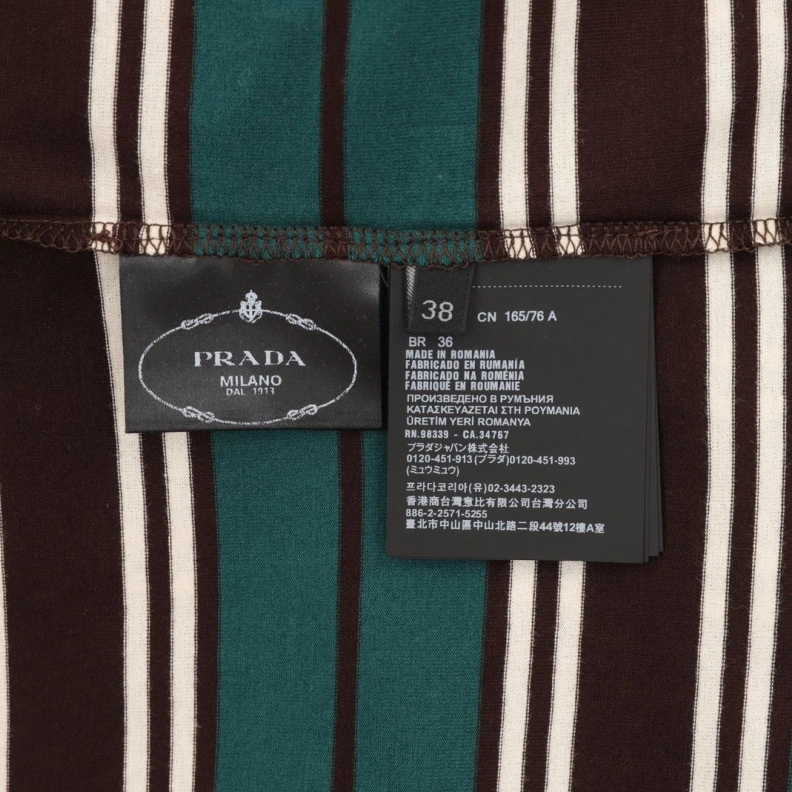 PRADA
MILANO
DAL 1913
38
CN 165/76 A
BR 36
MADE IN ROMANIA
FABRICADO EN RUMANÍA
FABRICADO NA ROMÉNIA
FABRIQUÉ EN ROUMANIE
ПРОИЗВЕДЕНО В РУМЪНИЯ
ΚΑΤΑΣΚΕΥΑΖΕΤΑΙ ΣΤΗ ΡΟΥΜΑΝΙΑ
ÜRETİM YERİ ROMANYA
RN.98339 - CA.34767
プラダジャパン株式会社
0120-451-913(プラダ)0120-451-993
(ミュウミュウ)
프라다코리아(유)02-3443-2323
香港商台灣意比有限公司台灣分公司
886-2-2571-5255
臺北市中山區中山北路二段44號12樓A室